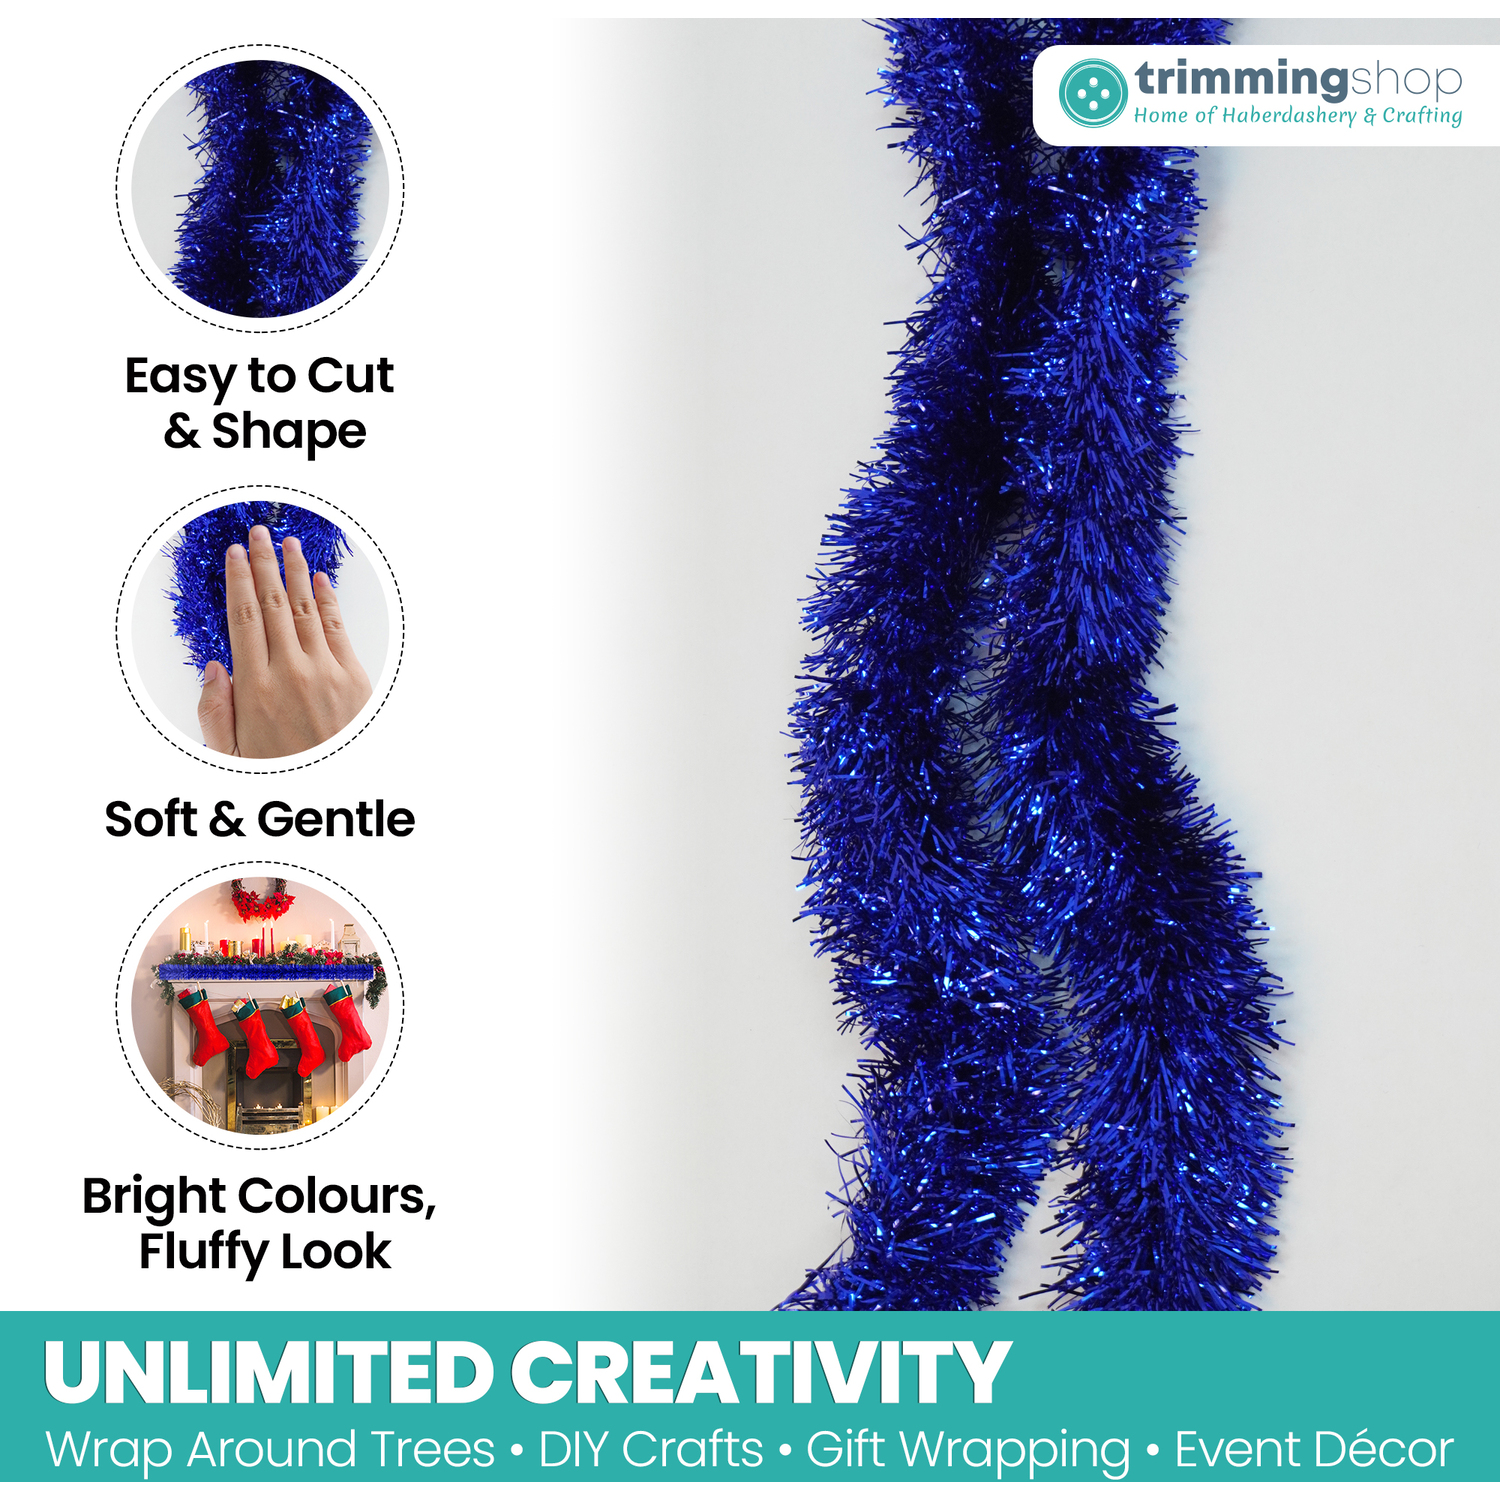 trimmingshop
Home of Haberdashery & Crafting
Easy to Cut
& Shape
Soft & Gentle
Bright Colours,
Fluffy Look
UNLIMITED CREATIVITY
Wrap Around Trees • DIY Crafts • Gift Wrapping • Event Décor